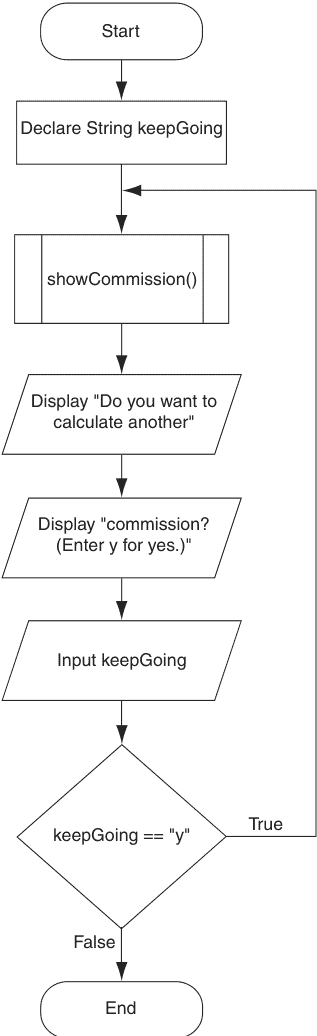 Start
Declare String keepGoing
showCommission()
Display "Do you want to
calculate another"
Display "commission?
(Enter y for yes.)"
Input keepGoing
keepGoing == "y"
True
False
End